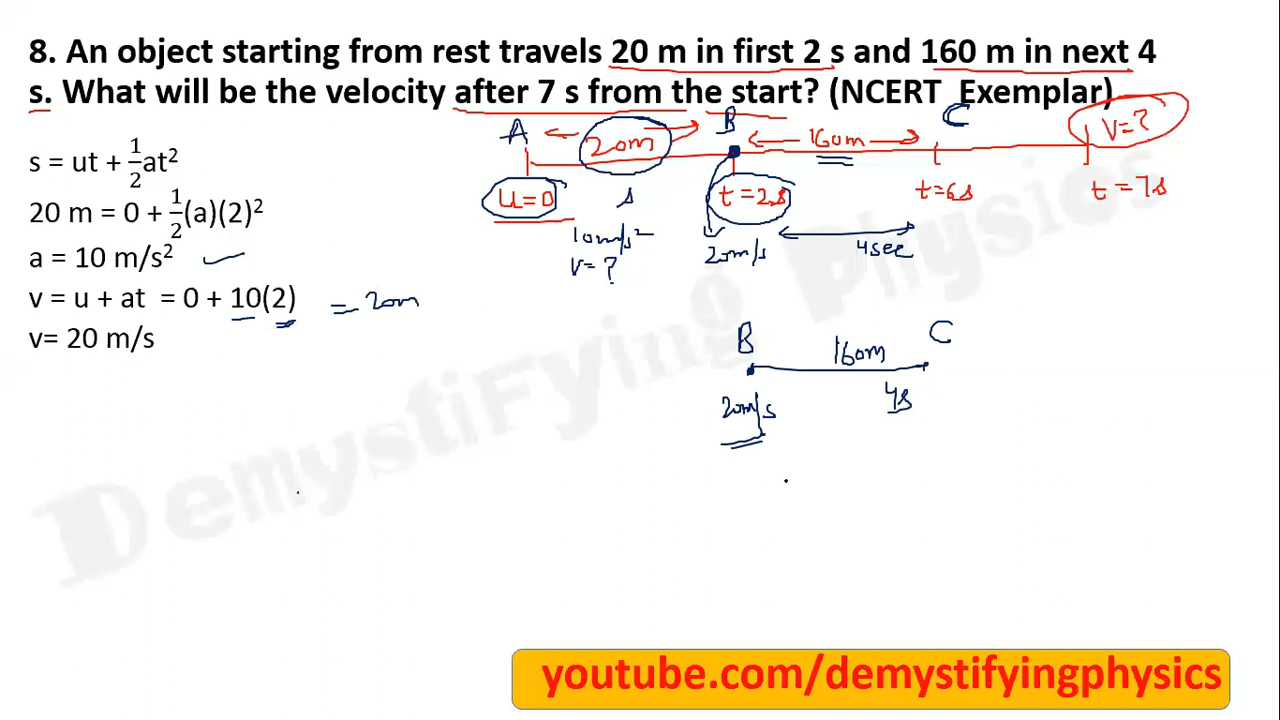 8. An object starting from rest travels 20 m in first 2 s and 160 m in next 4
s. What will be the velocity after 7 s from the start? (NCERT Exemplar)
A 20m B 160m C V=?
s = ut + 1/2 at²
u=0 s t=2s t=6s t=7s
20 m = 0 + 1/2 (a)(2)²
10m/s² 20m/s 4sec
V=?
a = 10 m/s²
v = u + at = 0 + 10(2) = 20m
v= 20 m/s
B 160m C
20m/s 4s
Demystifying Physics
youtube.com/demystifyingphysics